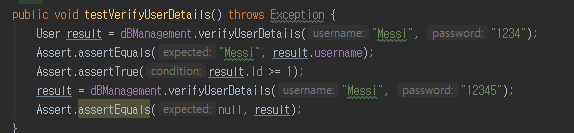 public void testVerifyUserDetails() throws Exception {
User result = dBManagement.verifyUserDetails( username: "Messi", password: "1234");
Assert.assertEquals( expected: "Messi", result.username);
Assert.assertTrue( condition: result.Id >= 1);
result = dBManagement.verifyUserDetails( username: "Messi", password: "12345");
Assert.assertEquals( expected: null, result);
}